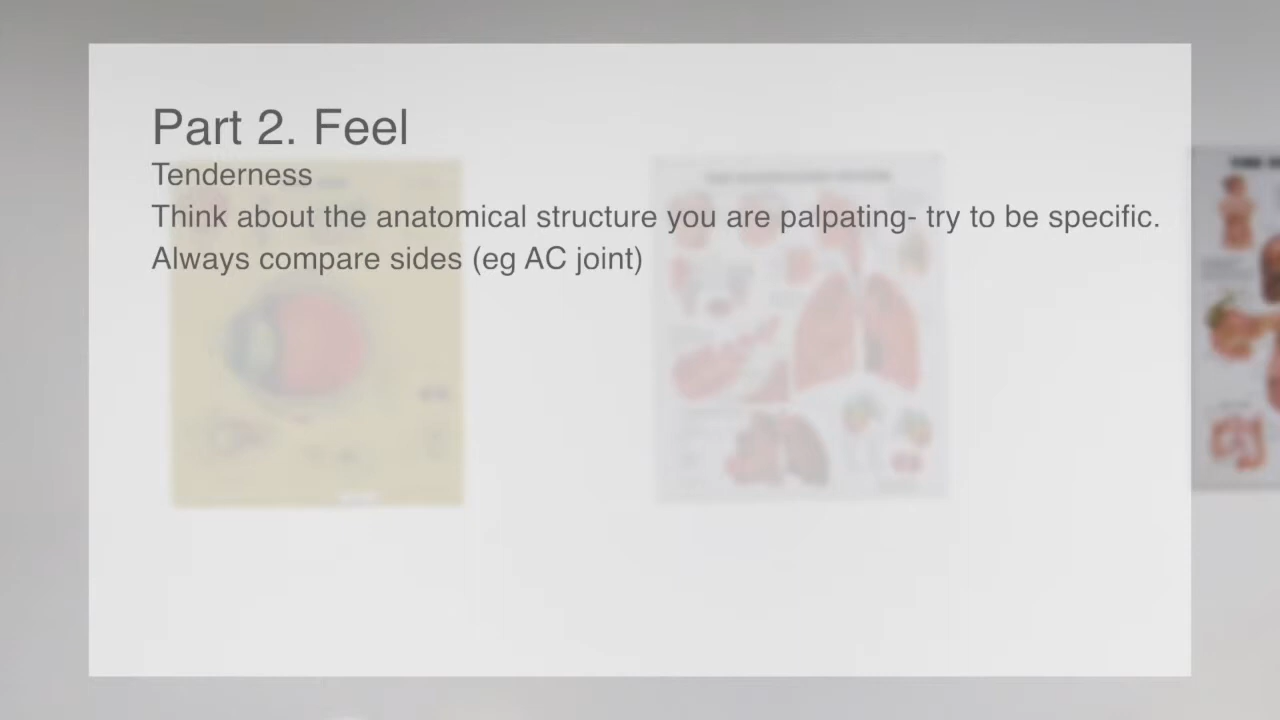 Part 2. Feel
Tenderness
Think about the anatomical structure you are palpating- try to be specific.
Always compare sides (eg AC joint)